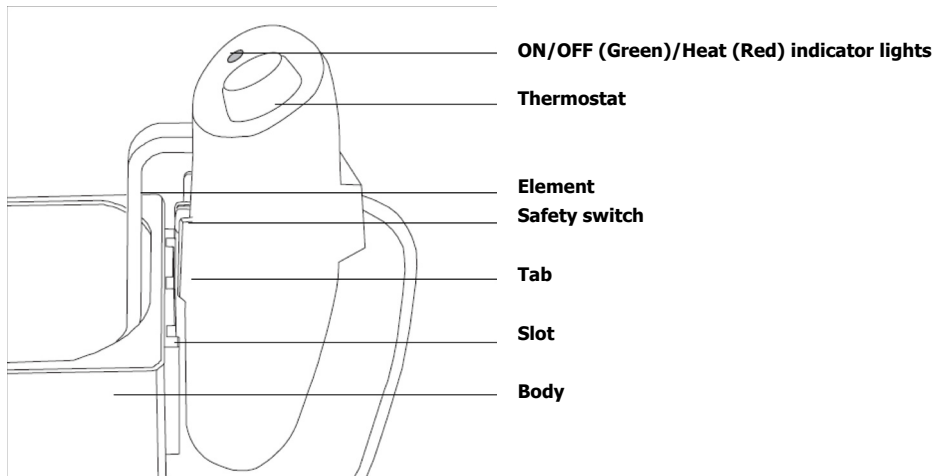 ON/OFF (Green)/Heat (Red) indicator lights
Thermostat
Element
Safety switch
Tab
Slot
Body